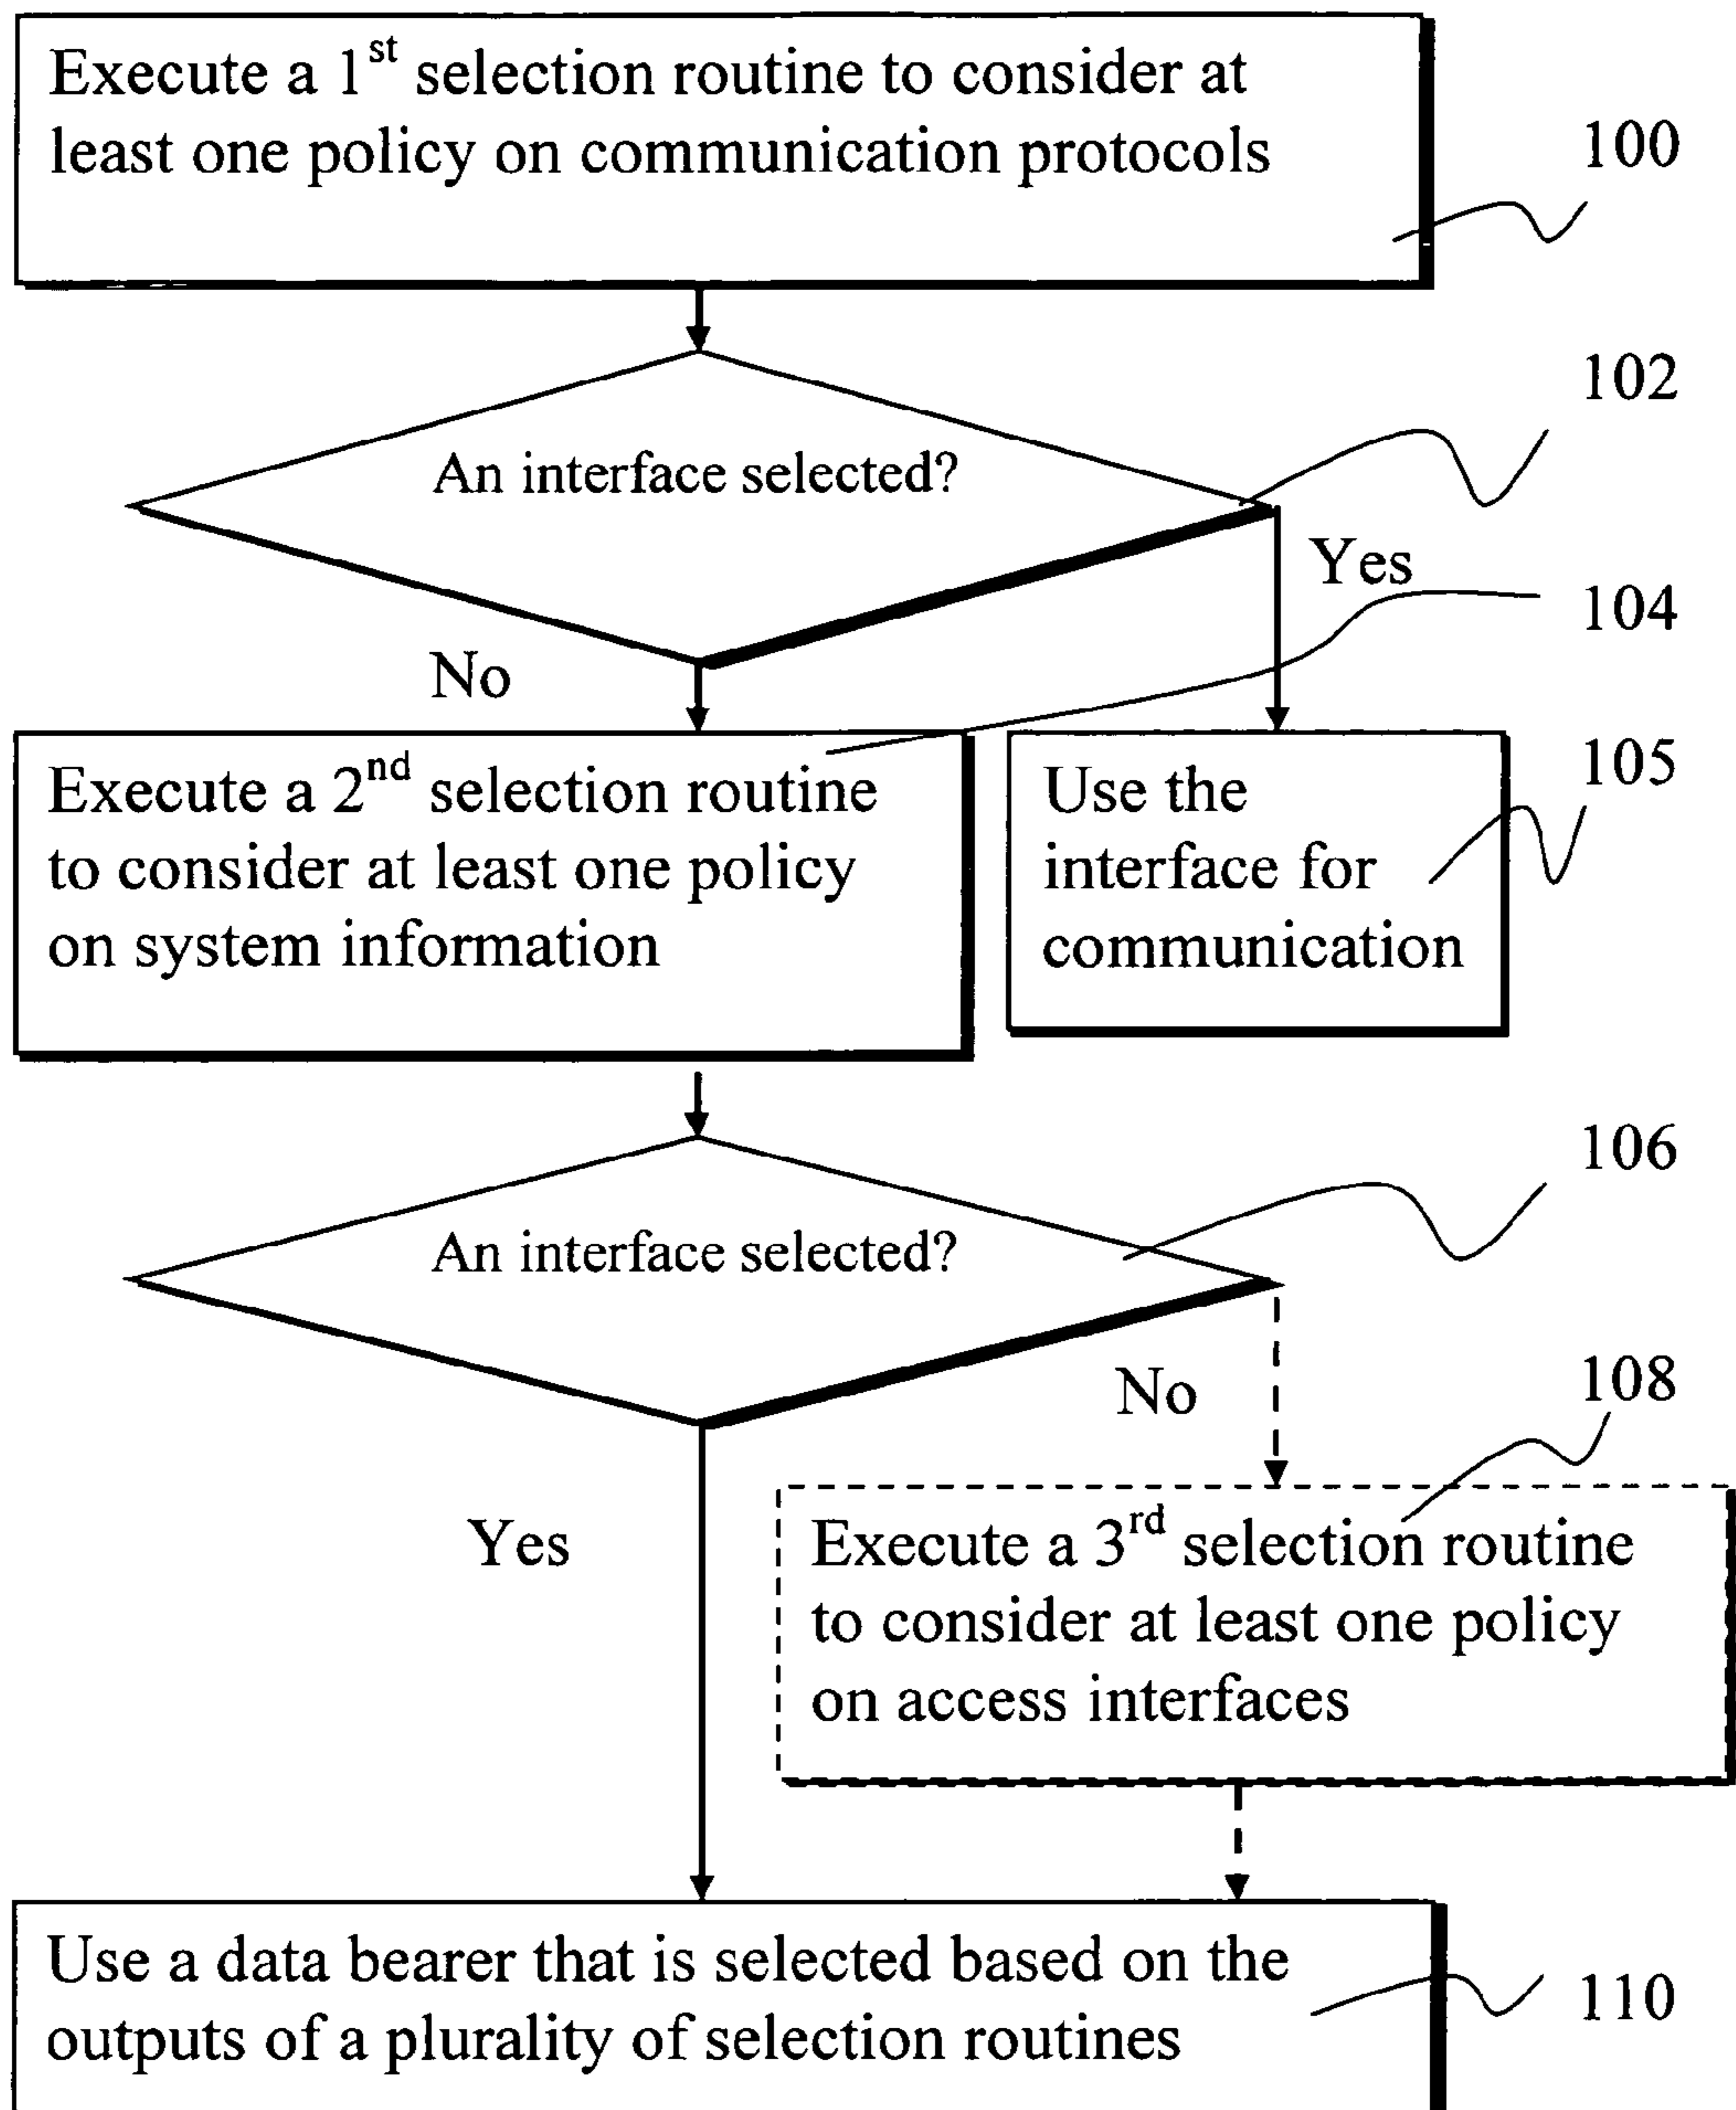 Execute a 1st selection routine to consider at
least one policy on communication protocols
100
102
An interface selected?
Yes
104
No
Execute a 2nd selection routine
to consider at least one policy
on system information
Use the
interface for
communication
105
106
An interface selected?
No
108
Yes
Execute a 3rd selection routine
to consider at least one policy
on access interfaces
Use a data bearer that is selected based on the
outputs of a plurality of selection routines
110